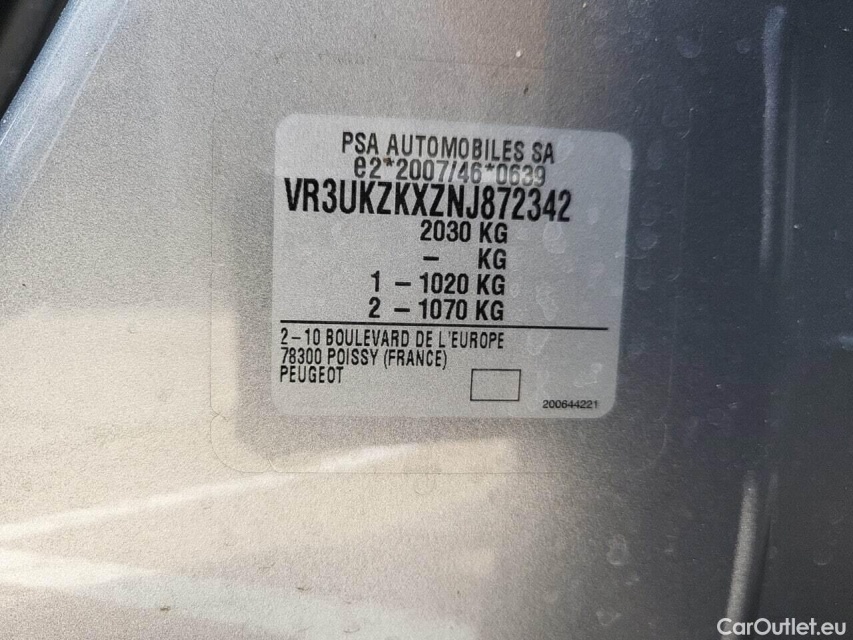 PSA AUTOMOBILES SA
e2*2007/46*0639
VR3UKZKXZNJ872342
2030 KG
– KG
1 – 1020 KG
2 – 1070 KG
2–10 BOULEVARD DE L'EUROPE
78300 POISSY (FRANCE)
PEUGEOT
200644221
CarOutlet.eu